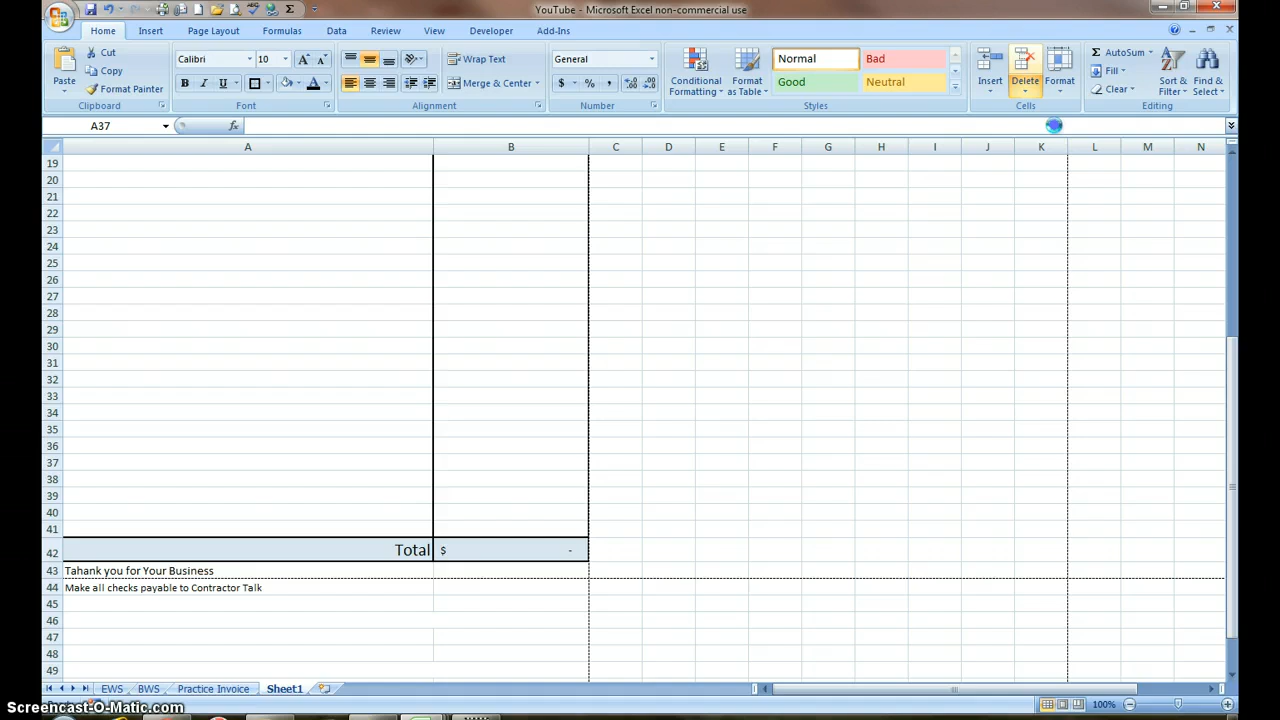 YouTube - Microsoft Excel non-commercial use
Home Insert Page Layout Formulas Data Review View Developer Add-Ins
Cut
Copy
Format Painter
Paste
Clipboard
Calibri 10
B I U
Font
Wrap Text
Merge & Center
Alignment
General
$ % ,
Number
Conditional Formatting
Format as Table
Normal Bad
Good Neutral
Styles
Insert Delete Format
Cells
Σ AutoSum
Fill
Clear
Sort & Filter
Find & Select
Editing
A37 fx
A B C D E F G H I J K L M N
19
20
21
22
23
24
25
26
27
28
29
30
31
32
33
34
35
36
37
38
39
40
41
42 Total $ -
43 Tahank you for Your Business
44 Make all checks payable to Contractor Talk
45
46
47
48
49
EWS BWS Practice Invoice Sheet1
100%
Screencast-O-Matic.com